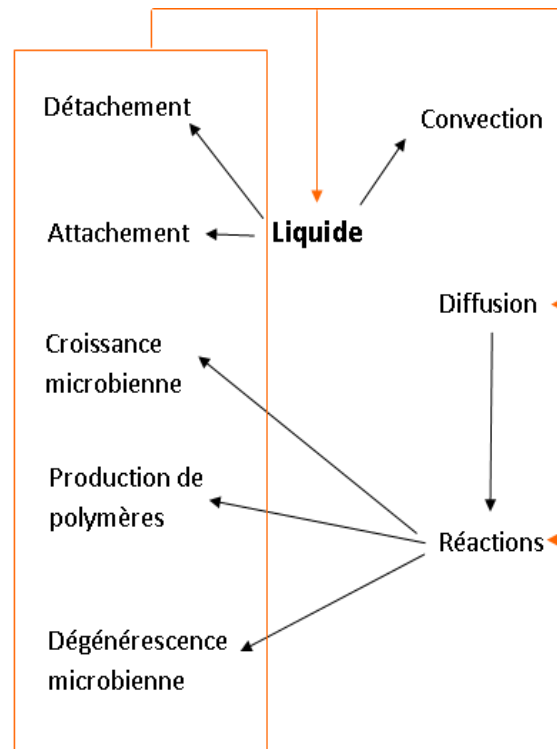 Détachement
Convection
Attachement
Liquide
Diffusion
Croissance
microbienne
Production de
polymères
Réactions
Dégénérescence
microbienne